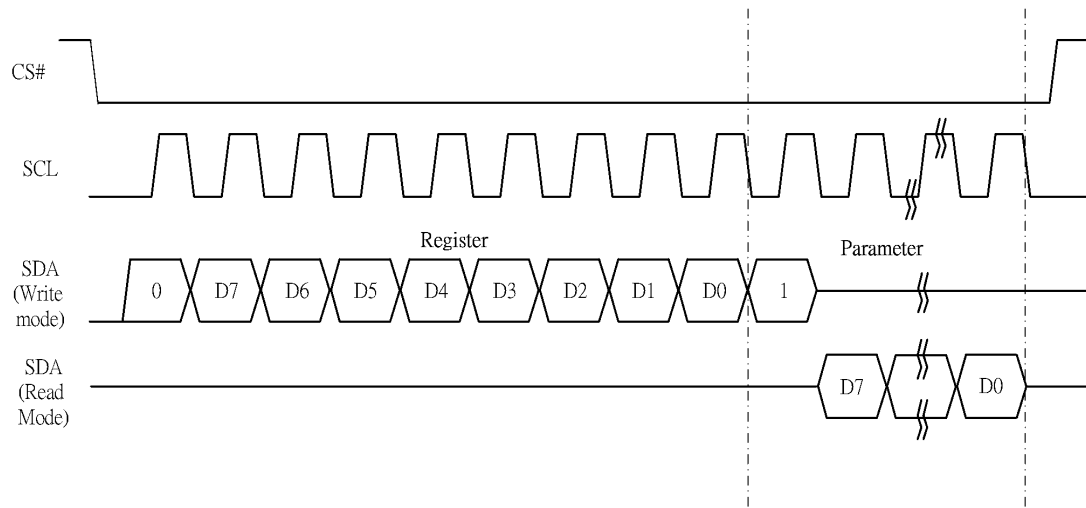 CS#
SCL
Register
Parameter
SDA
(Write
mode)
0 D7 D6 D5 D4 D3 D2 D1 D0 1
SDA
(Read
Mode)
D7 D0